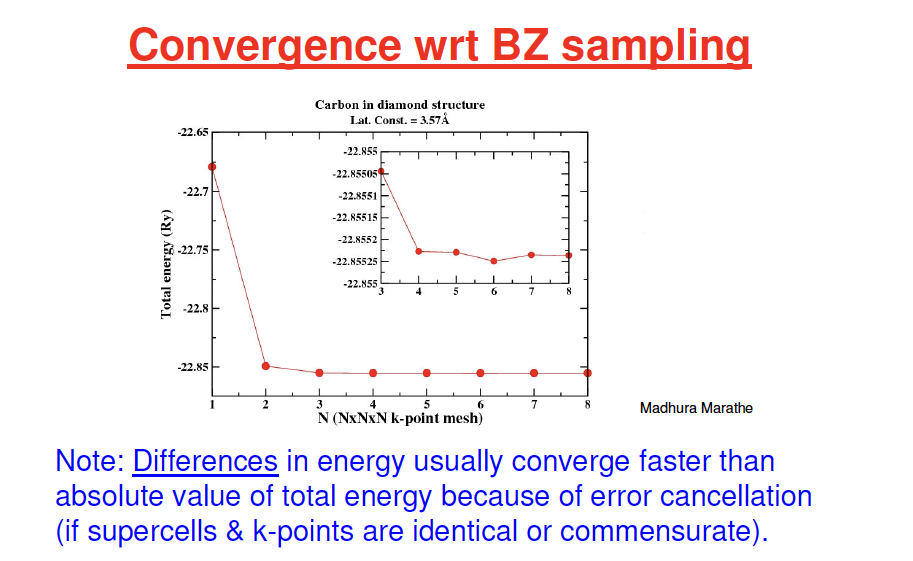 Convergence wrt BZ sampling
Carbon in diamond structure
Lat. Const. = 3.57Å
Total energy (Ry)
-22.65
-22.7
-22.75
-22.8
-22.85
-22.855
-22.85505
-22.8551
-22.85515
-22.8552
-22.85525
-22.855
3 4 5 6 7 8
1 2 3 4 5 6 7 8
N (NxNxN k-point mesh)
Madhura Marathe
Note: Differences in energy usually converge faster than
absolute value of total energy because of error cancellation
(if supercells & k-points are identical or commensurate).